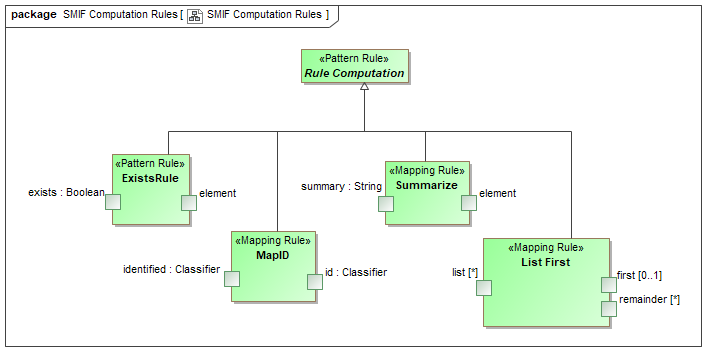 package SMIF Computation Rules [ SMIF Computation Rules ]
«Pattern Rule»
Rule Computation
«Pattern Rule»
ExistsRule
exists : Boolean
element
«Mapping Rule»
Summarize
summary : String
element
«Mapping Rule»
MapID
identified : Classifier
id : Classifier
«Mapping Rule»
List First
list [*]
first [0..1]
remainder [*]